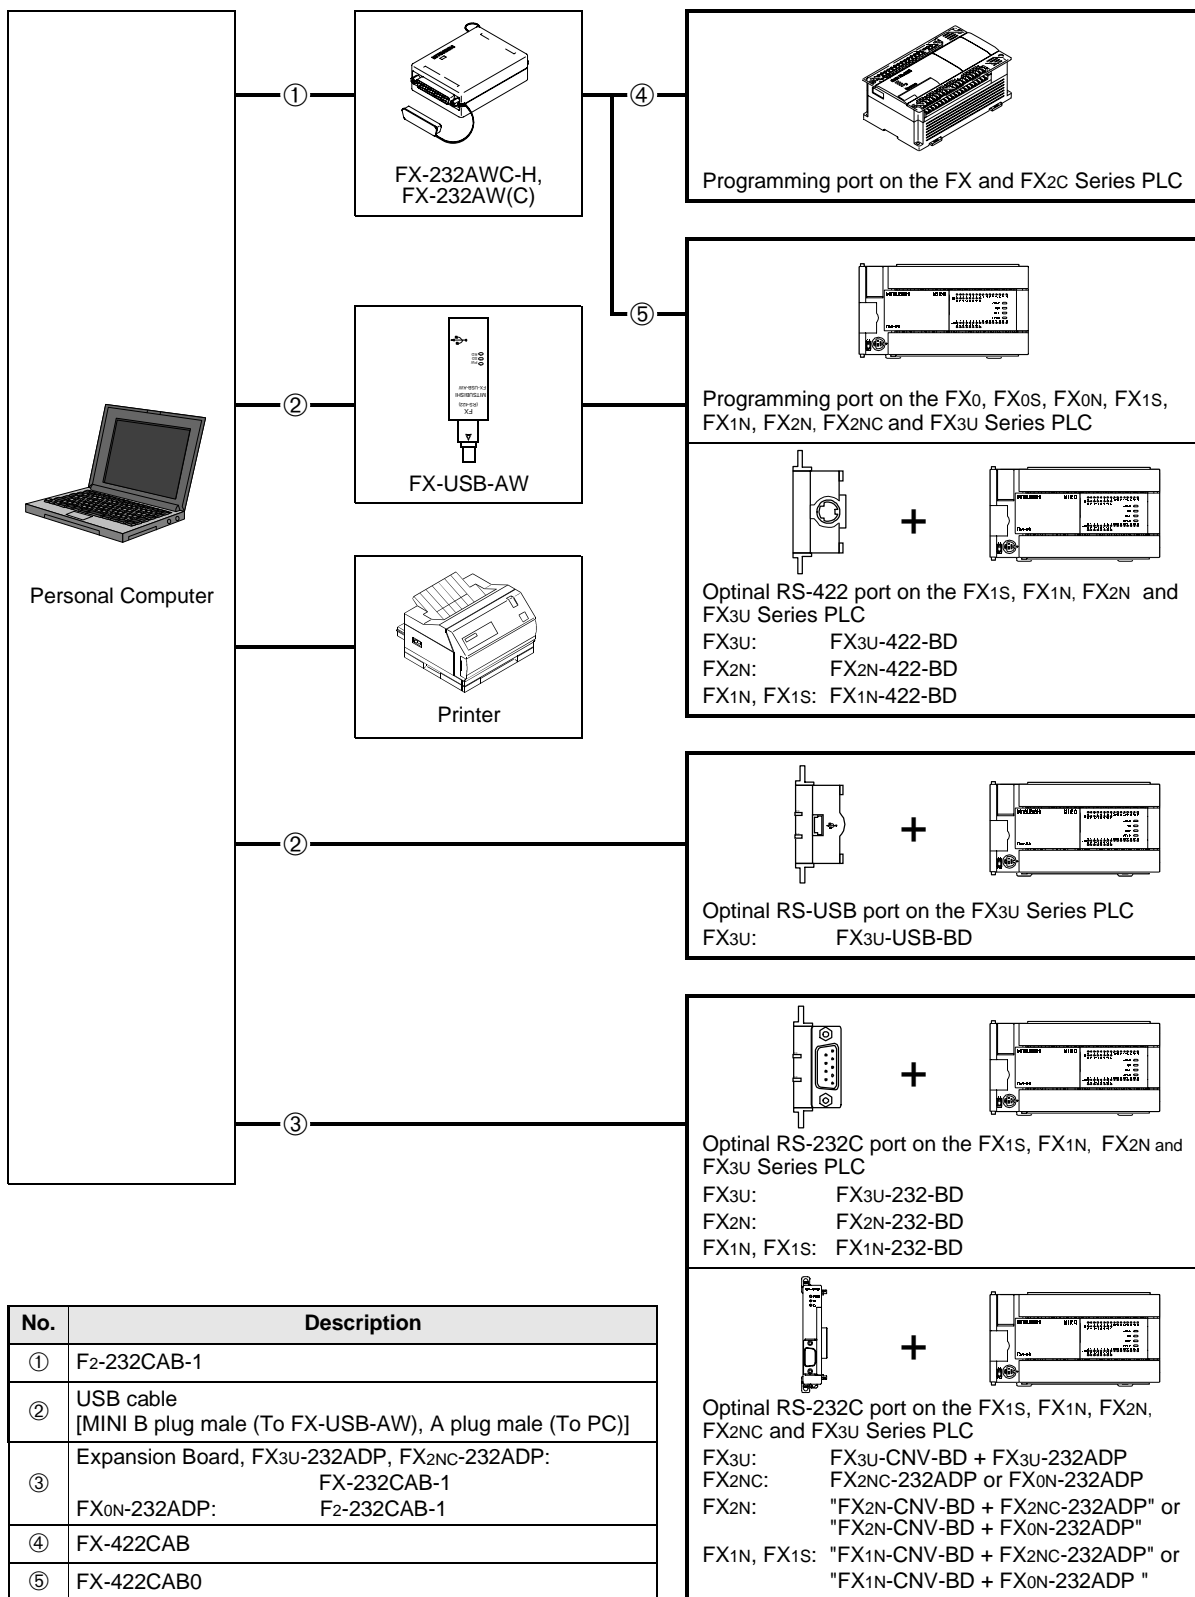 ①
FX-232AWC-H,
FX-232AW(C)
④
Programming port on the FX and FX2C Series PLC
⑤
MITSUBISHI
Programming port on the FX0, FX0S, FX0N, FX1S,
FX1N, FX2N, FX2NC and FX3U Series PLC
②
FX
(RS-422)
MITSUBISHI
FX-USB-AW
FX-USB-AW
Personal Computer
+
Optinal RS-422 port on the FX1S, FX1N, FX2N and
FX3U Series PLC
FX3U: FX3U-422-BD
FX2N: FX2N-422-BD
FX1N, FX1S: FX1N-422-BD
Printer
②
+
Optinal RS-USB port on the FX3U Series PLC
FX3U: FX3U-USB-BD
③
+
Optinal RS-232C port on the FX1S, FX1N, FX2N and
FX3U Series PLC
FX3U: FX3U-232-BD
FX2N: FX2N-232-BD
FX1N, FX1S: FX1N-232-BD
+
Optinal RS-232C port on the FX1S, FX1N, FX2N,
FX2NC and FX3U Series PLC
FX3U: FX3U-CNV-BD + FX3U-232ADP
FX2NC: FX2NC-232ADP or FX0N-232ADP
FX2N: "FX2N-CNV-BD + FX2NC-232ADP" or
"FX2N-CNV-BD + FX0N-232ADP"
FX1N, FX1S: "FX1N-CNV-BD + FX2NC-232ADP" or
"FX1N-CNV-BD + FX0N-232ADP "
No. Description
① F2-232CAB-1
② USB cable
[MINI B plug male (To FX-USB-AW), A plug male (To PC)]
③ Expansion Board, FX3U-232ADP, FX2NC-232ADP:
FX-232CAB-1
FX0N-232ADP: F2-232CAB-1
④ FX-422CAB
⑤ FX-422CAB0